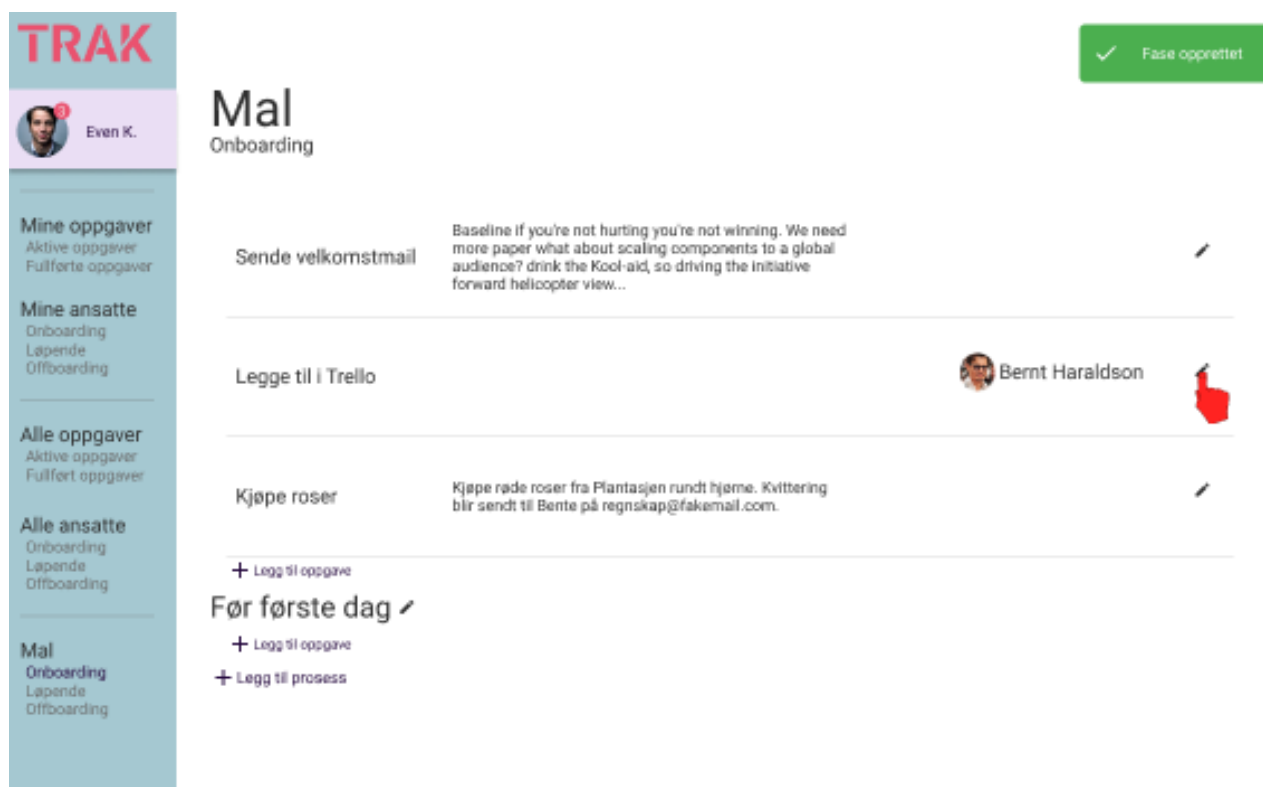 TRAK
3
Even K.
Mine oppgaver
Aktive oppgaver
Fullførte oppgaver
Mine ansatte
Onboarding
Løpende
Offboarding
Alle oppgaver
Aktive oppgaver
Fullført oppgaver
Alle ansatte
Onboarding
Løpende
Offboarding
Mal
Onboarding
Løpende
Offboarding
Fase opprettet
Mal
Onboarding
Sende velkomstmail
Baseline if you're not hurting you're not winning. We need
more paper what about scaling components to a global
audience? drink the Kool-aid, so driving the initiative
forward helicopter view...
Legge til i Trello
Bernt Haraldson
Kjøpe roser
Kjøpe røde roser fra Plantasjen rundt hjørne. Kvittering
blir sendt til Bente på regnskap@fakemail.com.
+ Legg til oppgave
Før første dag
+ Legg til oppgave
+ Legg til prosess